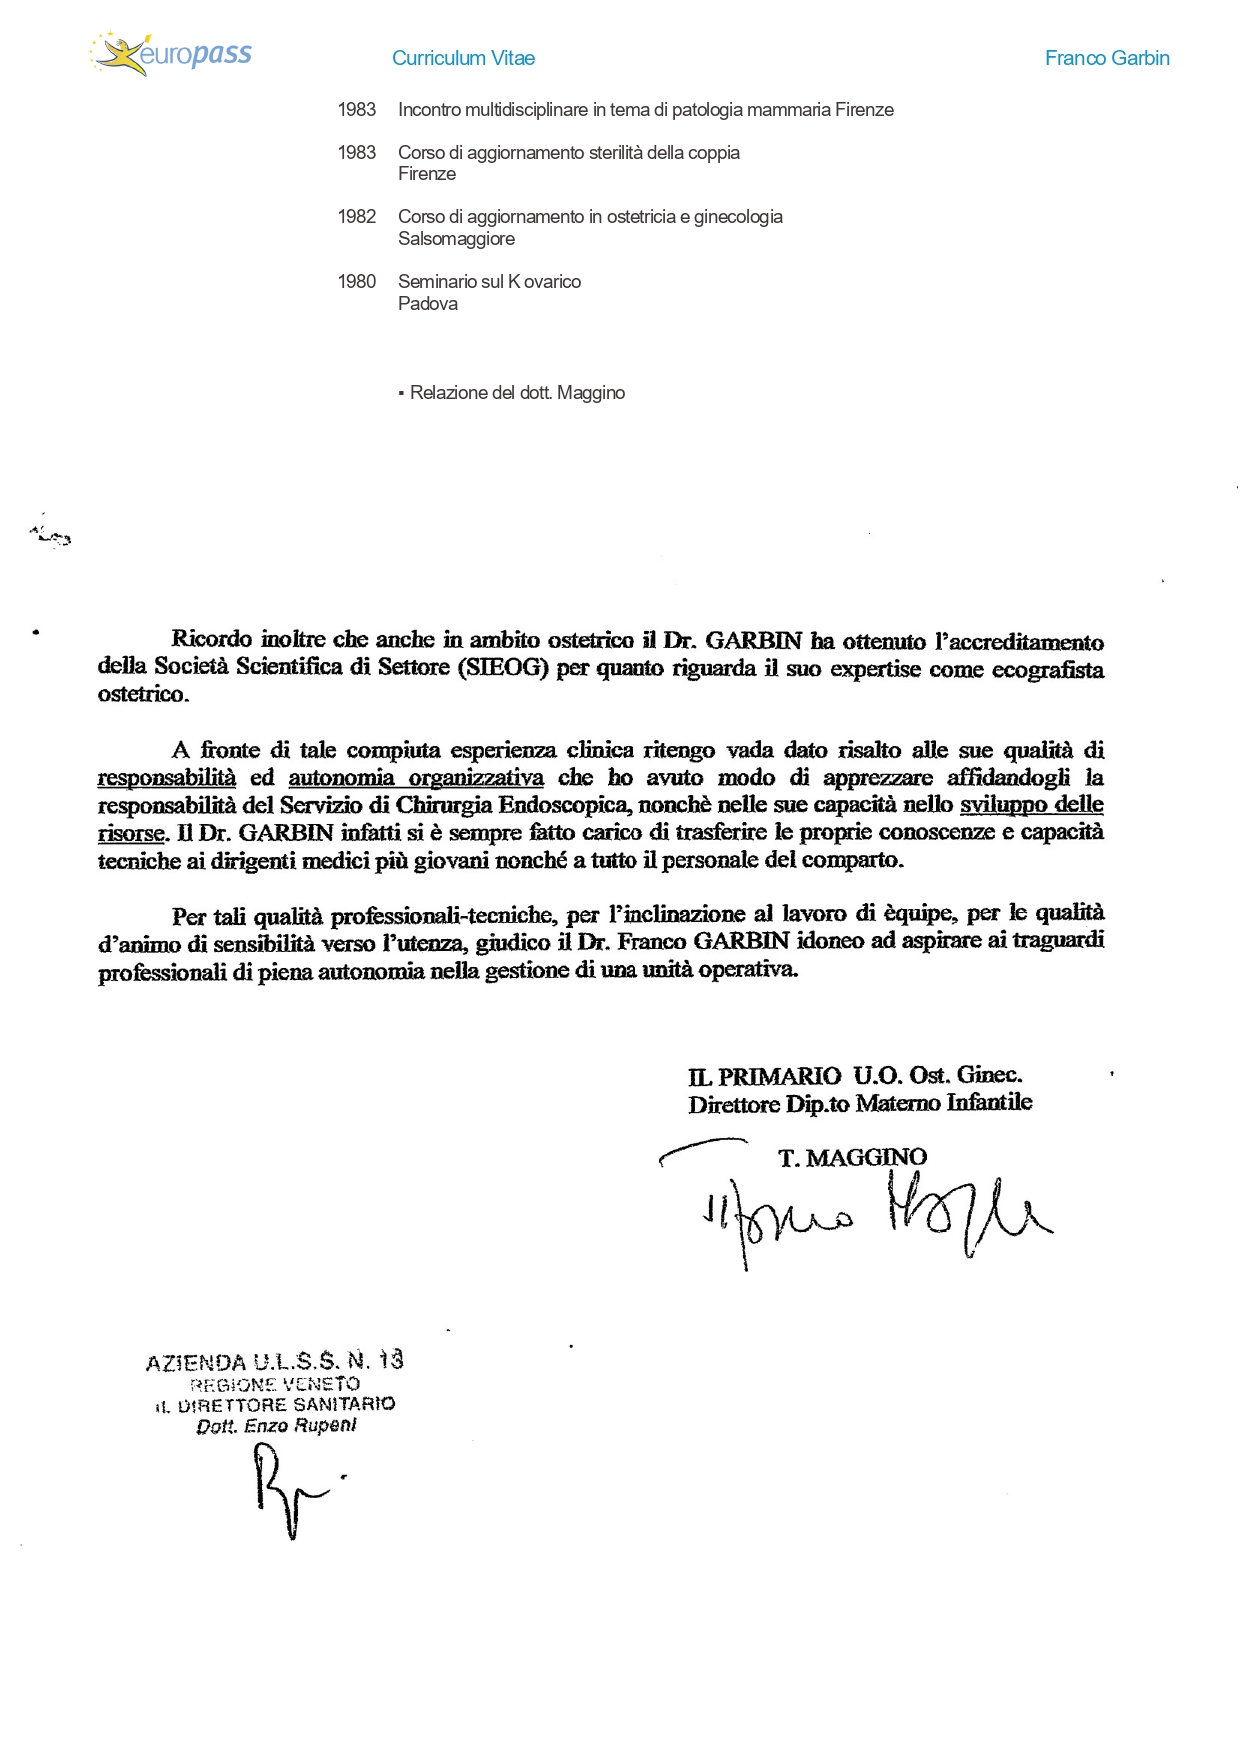 europass
Curriculum Vitae
Franco Garbin
1983 Incontro multidisciplinare in tema di patologia mammaria Firenze
1983 Corso di aggiornamento sterilità della coppia
Firenze
1982 Corso di aggiornamento in ostetricia e ginecologia
Salsomaggiore
1980 Seminario sul K ovarico
Padova
▪ Relazione del dott. Maggino
Ricordo inoltre che anche in ambito ostetrico il Dr. GARBIN ha ottenuto l'accreditamento
della Società Scientifica di Settore (SIEOG) per quanto riguarda il suo expertise come ecografista
ostetrico.
A fronte di tale compiuta esperienza clinica ritengo vada dato risalto alle sue qualità di
responsabilità ed autonomia organizzativa che ho avuto modo di apprezzare affidandogli la
responsabilità del Servizio di Chirurgia Endoscopica, nonchè nelle sue capacità nello sviluppo delle
risorse. Il Dr. GARBIN infatti si è sempre fatto carico di trasferire le proprie conoscenze e capacità
tecniche ai dirigenti medici più giovani nonché a tutto il personale del comparto.
Per tali qualità professionali-tecniche, per l'inclinazione al lavoro di èquipe, per le qualità
d'animo di sensibilità verso l'utenza, giudico il Dr. Franco GARBIN idoneo ad aspirare ai traguardi
professionali di piena autonomia nella gestione di una unità operativa.
IL PRIMARIO U.O. Ost. Ginec.
Direttore Dip.to Materno Infantile
T. MAGGINO
AZIENDA U.L.S.S. N. 13
REGIONE VENETO
IL DIRETTORE SANITARIO
Dott. Enzo Rupeni